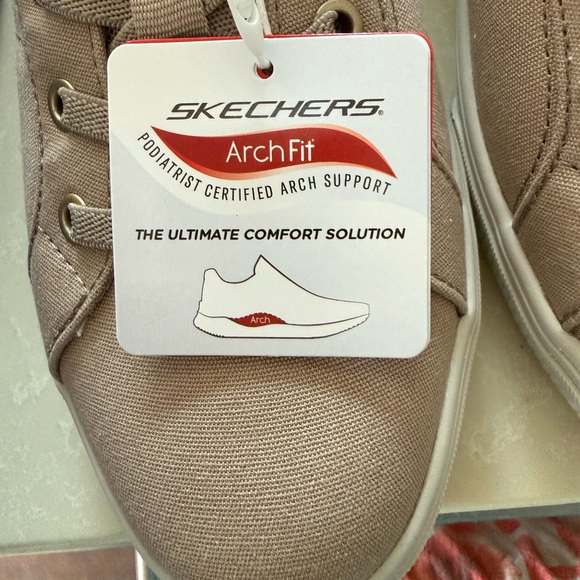 SKECHERS®
Arch Fit®
PODIATRIST CERTIFIED ARCH SUPPORT
THE ULTIMATE COMFORT SOLUTION
Arch